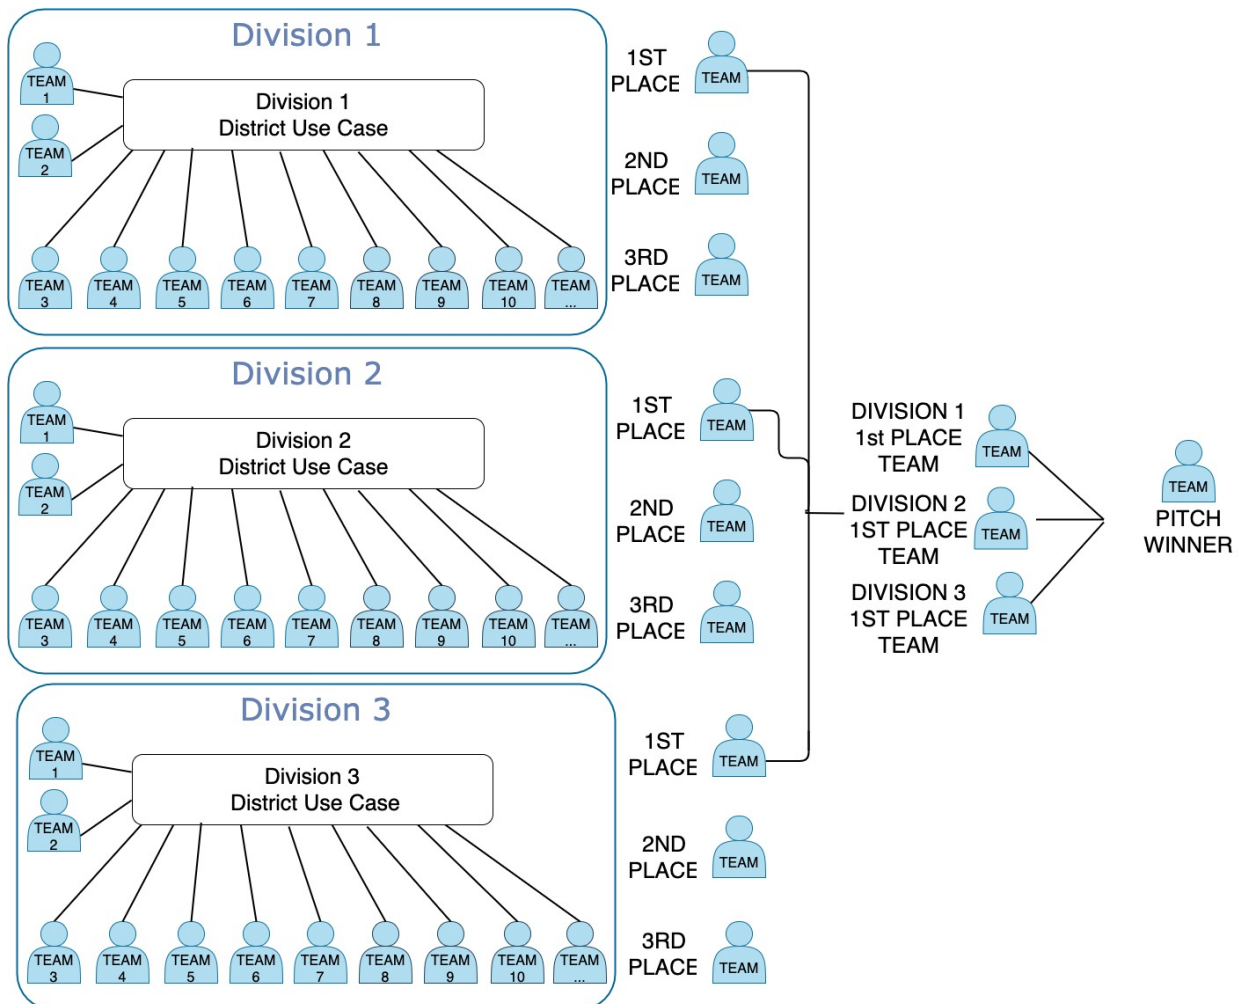 Division 1
TEAM
1
Division 1
District Use Case
TEAM
2
TEAM
3
TEAM
4
TEAM
5
TEAM
6
TEAM
7
TEAM
8
TEAM
9
TEAM
10
TEAM
...
1ST
PLACE
TEAM
2ND
PLACE
TEAM
3RD
PLACE
TEAM
Division 2
TEAM
1
Division 2
District Use Case
TEAM
2
TEAM
3
TEAM
4
TEAM
5
TEAM
6
TEAM
7
TEAM
8
TEAM
9
TEAM
10
TEAM
...
1ST
PLACE
TEAM
2ND
PLACE
TEAM
3RD
PLACE
TEAM
Division 3
TEAM
1
Division 3
District Use Case
TEAM
2
TEAM
3
TEAM
4
TEAM
5
TEAM
6
TEAM
7
TEAM
8
TEAM
9
TEAM
10
TEAM
...
1ST
PLACE
TEAM
2ND
PLACE
TEAM
3RD
PLACE
TEAM
DIVISION 1
1st PLACE
TEAM
TEAM
DIVISION 2
1ST PLACE
TEAM
TEAM
DIVISION 3
1ST PLACE
TEAM
TEAM
TEAM
PITCH
WINNER